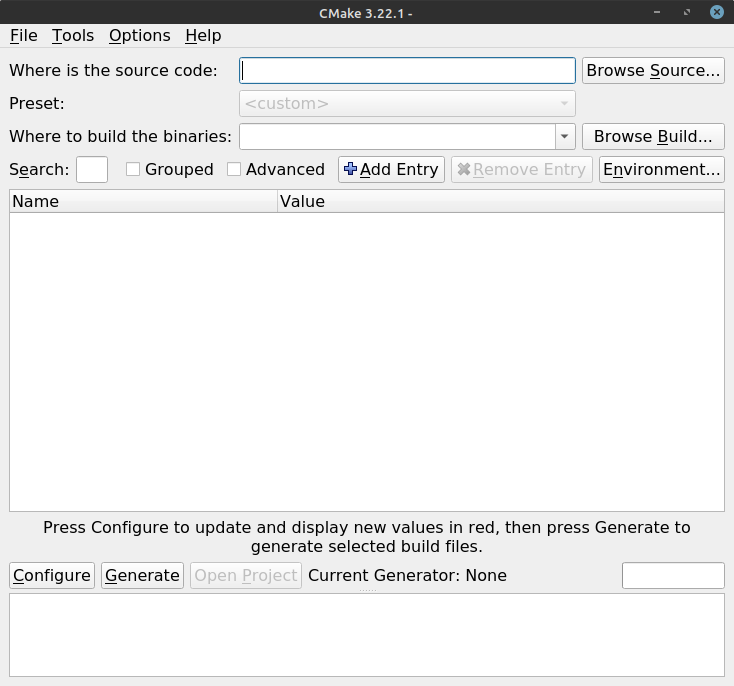 CMake 3.22.1 -
File Tools Options Help
Where is the source code: Browse Source...
Preset: <custom>
Where to build the binaries: Browse Build...
Search: Grouped Advanced Add Entry Remove Entry Environment...
Name Value
Press Configure to update and display new values in red, then press Generate to
generate selected build files.
Configure Generate Open Project Current Generator: None